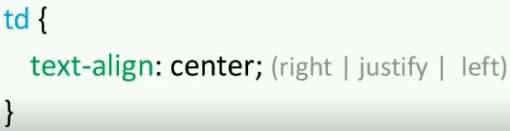 td {
text-align: center; (right | justify | left)
}